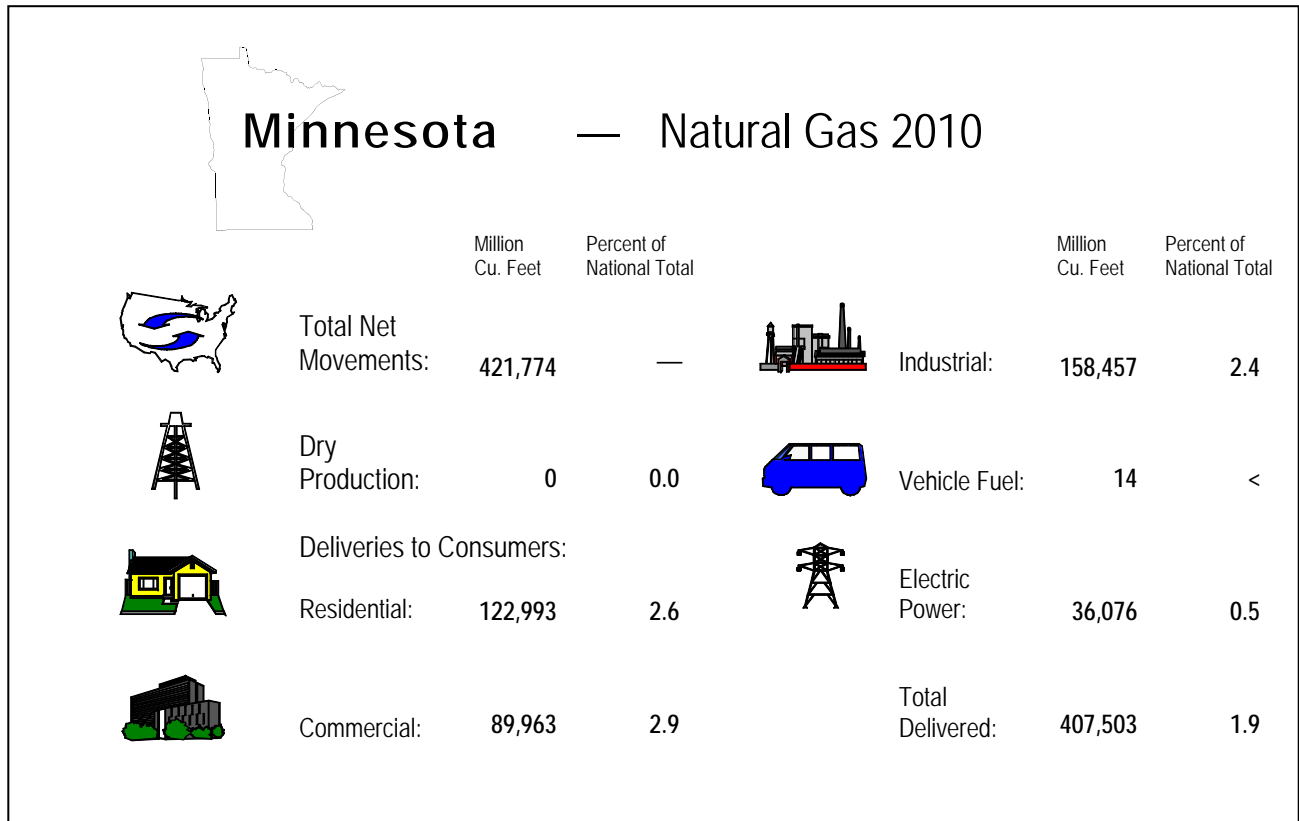 Minnesota — Natural Gas 2010
Million Cu. Feet Percent of National Total Million Cu. Feet Percent of National Total
Total Net Movements: 421,774 — Industrial: 158,457 2.4
Dry Production: 0 0.0 Vehicle Fuel: 14 <
Deliveries to Consumers:
Residential: 122,993 2.6 Electric Power: 36,076 0.5
Commercial: 89,963 2.9 Total Delivered: 407,503 1.9